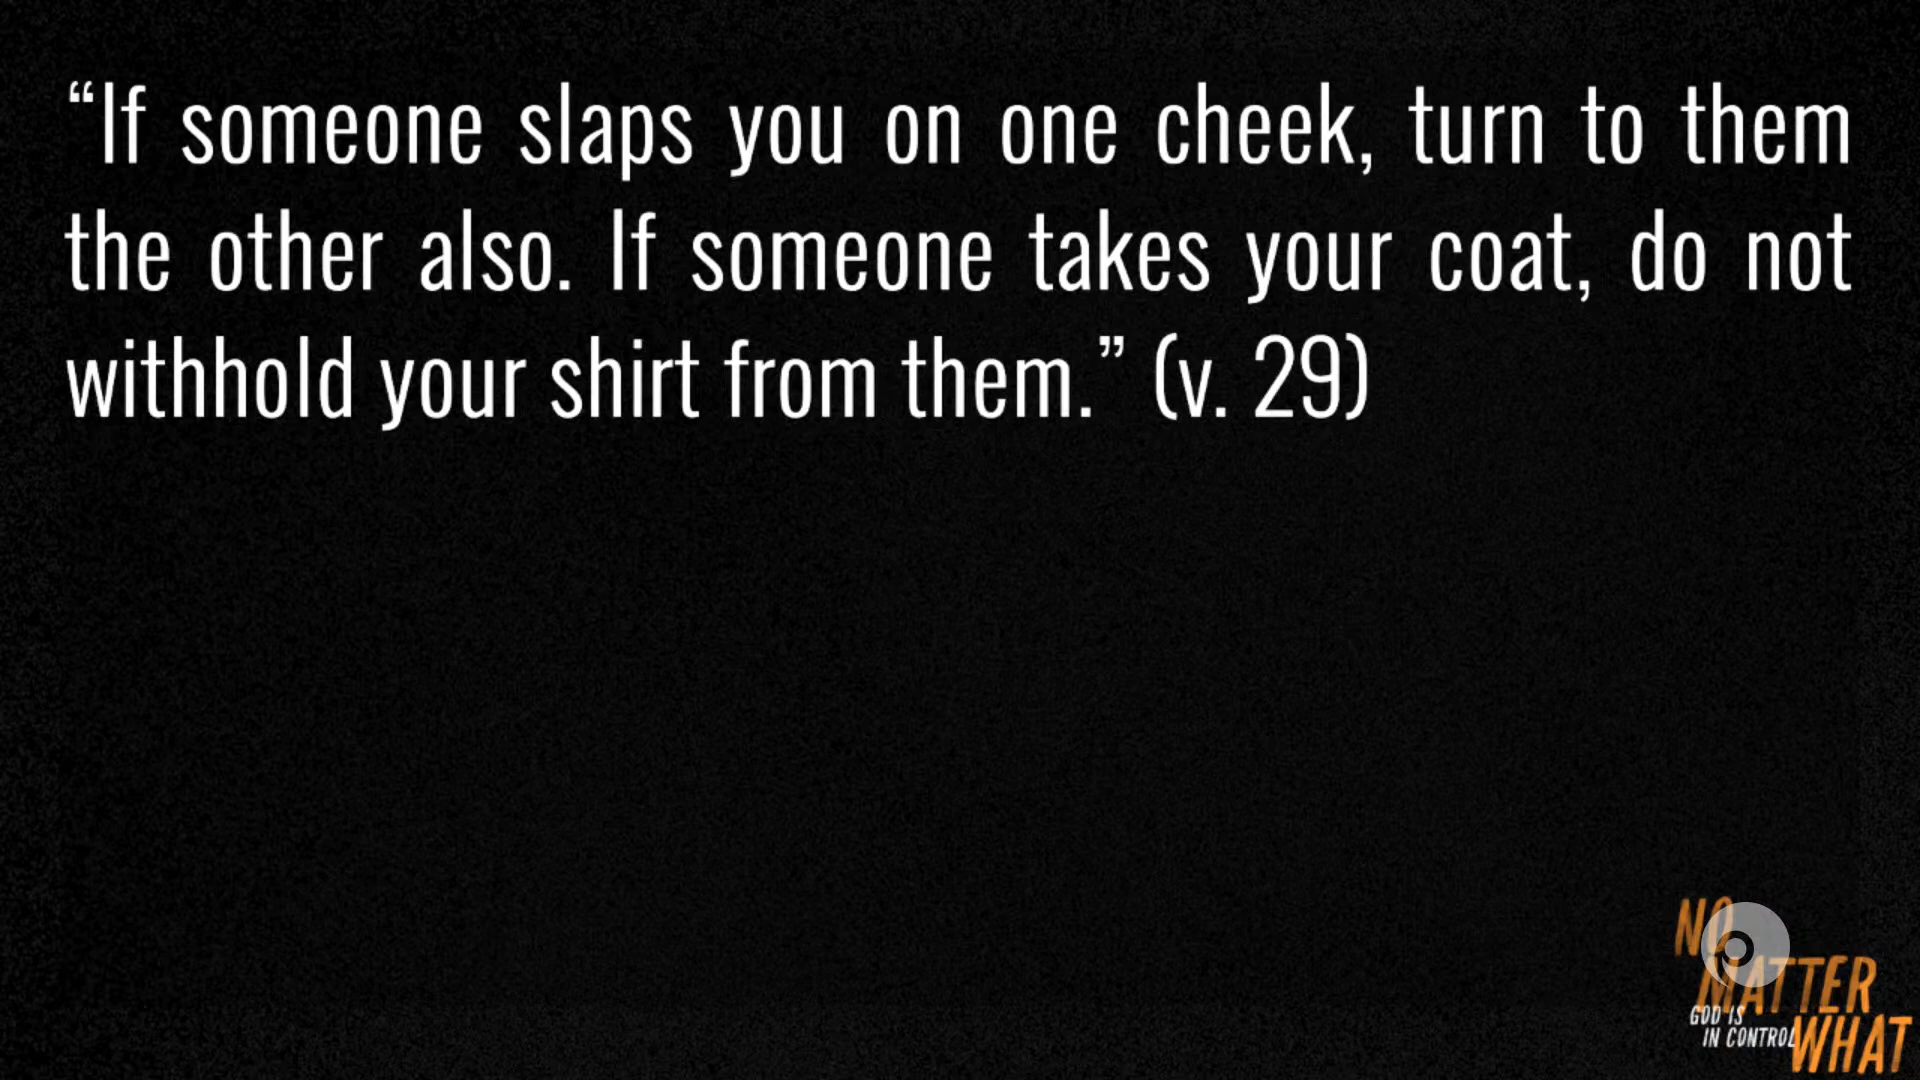 “If someone slaps you on one cheek, turn to them
the other also. If someone takes your coat, do not
withhold your shirt from them.” (v. 29)
NO
MATTER
GOD IS
IN CONTROL
WHAT